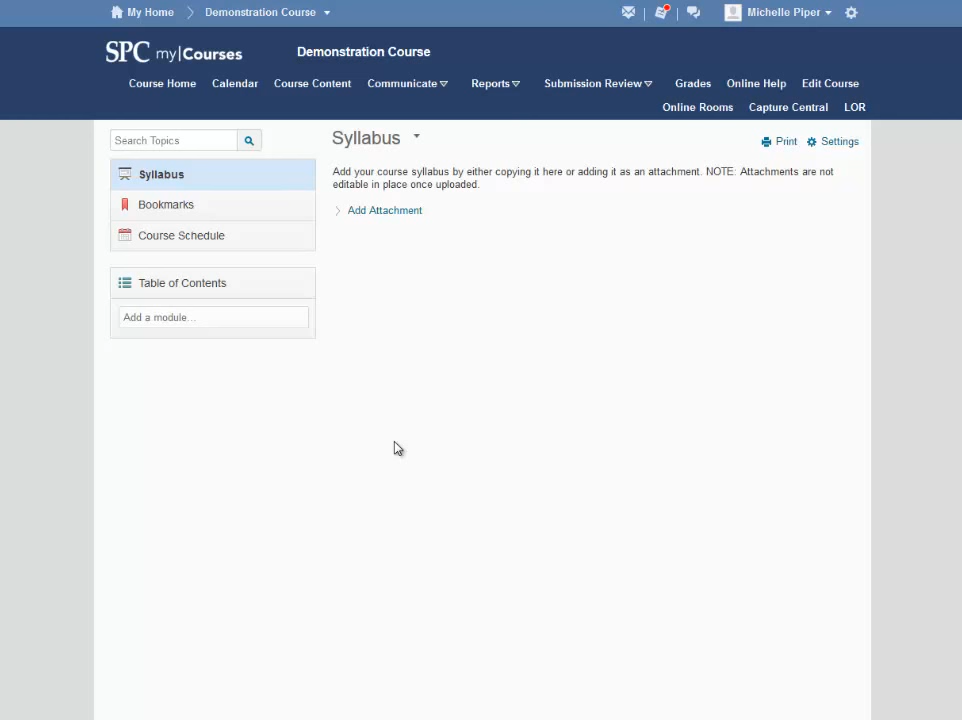 My Home Demonstration Course Michelle Piper
SPC my|Courses Demonstration Course
Course Home Calendar Course Content Communicate Reports Submission Review Grades Online Help Edit Course
Online Rooms Capture Central LOR
Search Topics
Syllabus
Bookmarks
Course Schedule
Table of Contents
Add a module...
Syllabus
Print Settings
Add your course syllabus by either copying it here or adding it as an attachment. NOTE: Attachments are not
editable in place once uploaded.
Add Attachment